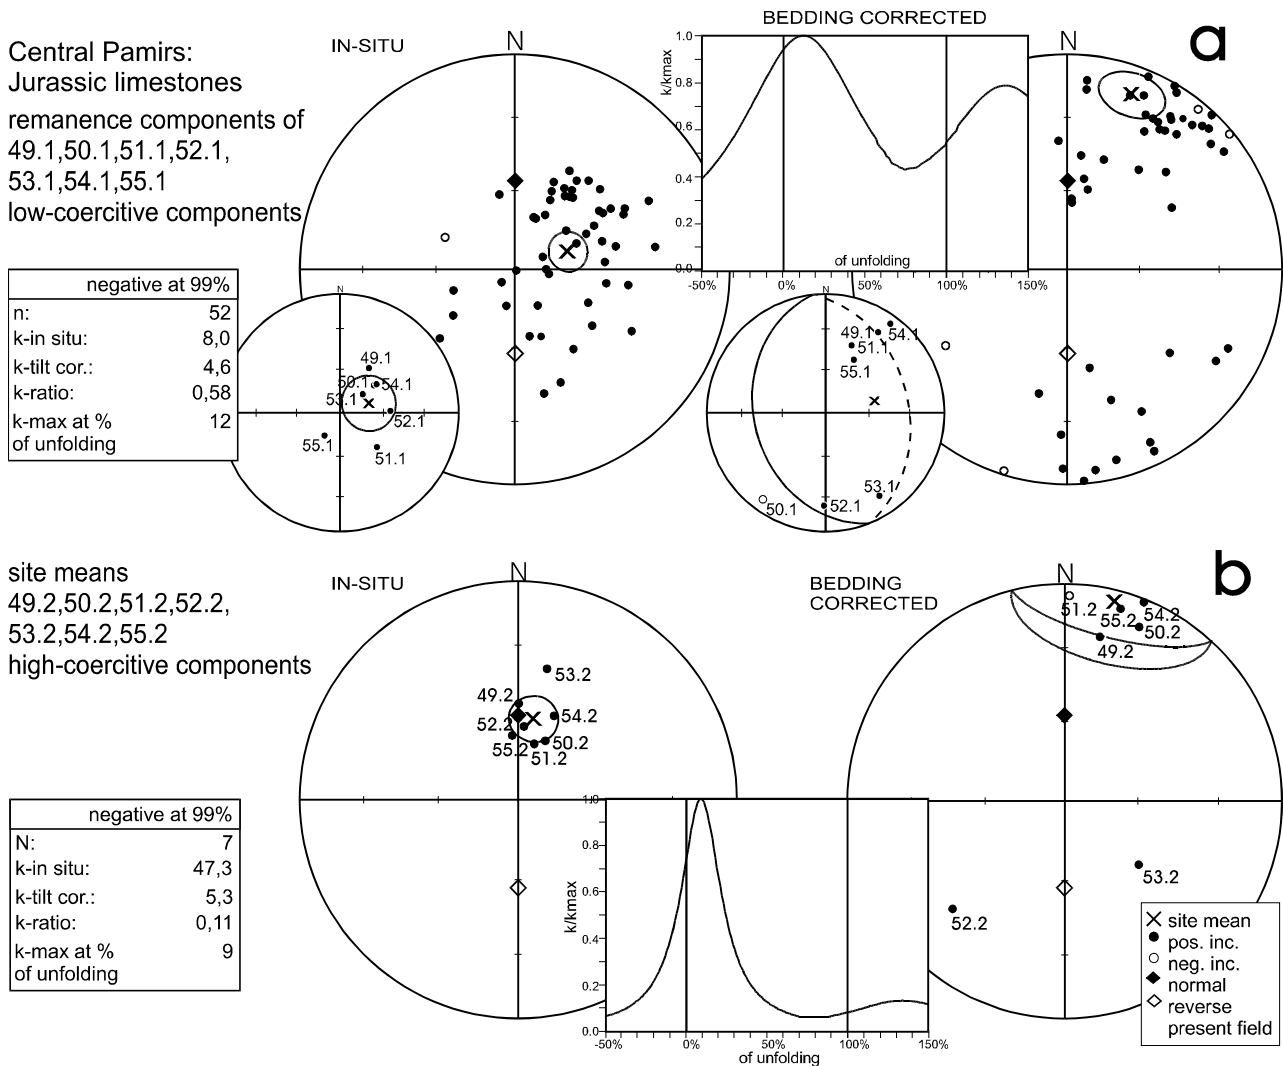 BEDDING CORRECTED
a
IN-SITU
N
N
Central Pamirs:
Jurassic limestones
remanence components of
49.1,50.1,51.1,52.1,
53.1,54.1,55.1
low-coercitive components
k/kmax
1.0
0.8
0.6
0.4
0.2
0.0
-50%
0%
50%
100%
150%
of unfolding
negative at 99%
n: 52
k-in situ: 8,0
k-tilt cor.: 4,6
k-ratio: 0,58
k-max at % 12
of unfolding
N
49.1
50.1
54.1
53.1
52.1
55.1
51.1
N
49.1
54.1
51.1
55.1
53.1
50.1
52.1
b
site means
49.2,50.2,51.2,52.2,
53.2,54.2,55.2
high-coercitive components
IN-SITU
N
53.2
49.2
54.2
52.2
50.2
55.2
51.2
BEDDING
CORRECTED
N
51.2
54.2
55.2
50.2
49.2
53.2
52.2
negative at 99%
N: 7
k-in situ: 47,3
k-tilt cor.: 5,3
k-ratio: 0,11
k-max at % 9
of unfolding
k/kmax
1.0
0.8
0.6
0.4
0.2
0.0
-50%
0%
50%
100%
150%
of unfolding
site mean
pos. inc.
neg. inc.
normal
reverse
present field